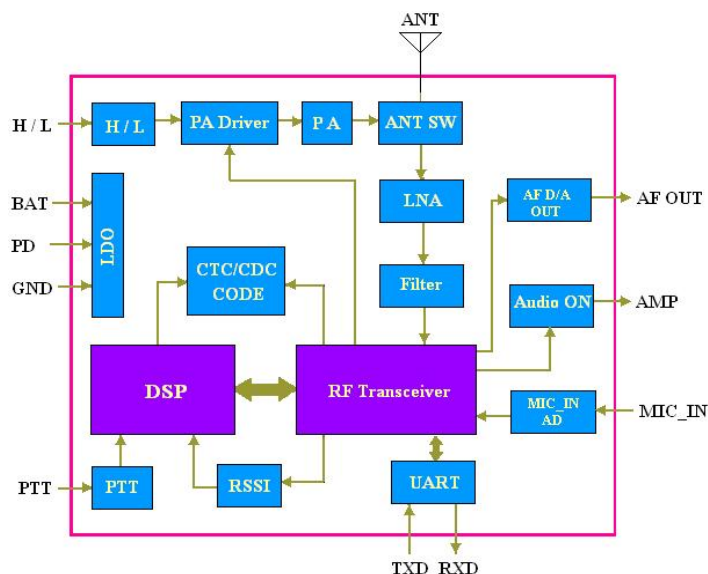 ANT
H / L
H / L
PA Driver
P A
ANT SW
BAT
PD
GND
LDO
LNA
AF D/A
OUT
AF OUT
CTC/CDC
CODE
Filter
Audio ON
AMP
DSP
RF Transceiver
MIC_IN
AD
MIC_IN
PTT
PTT
RSSI
UART
TXD
RXD